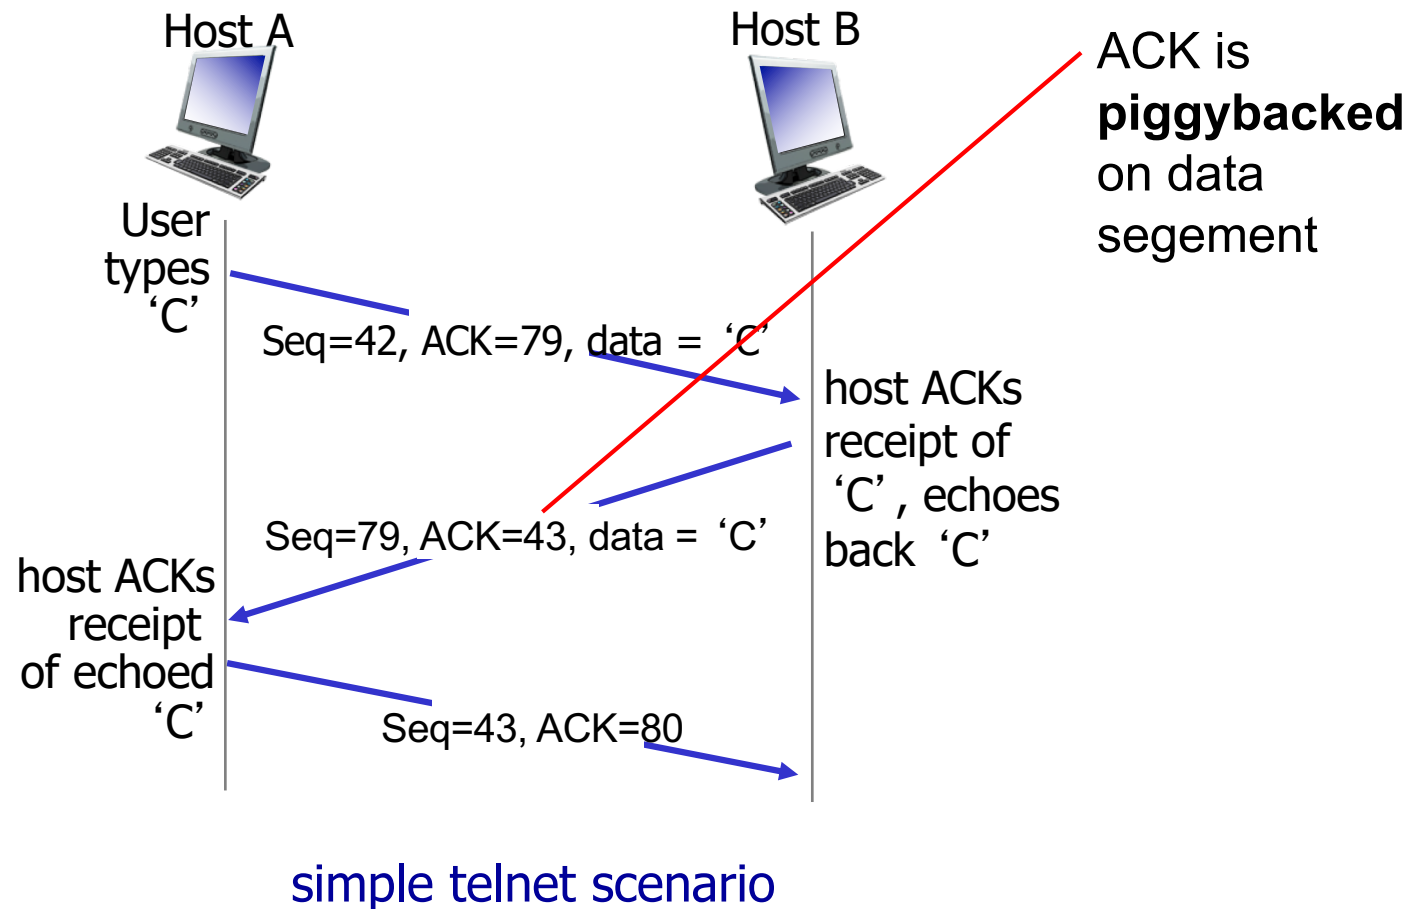 Host A
Host B
ACK is
piggybacked
on data
segement
User
types
‘C’
Seq=42, ACK=79, data = ‘C’
host ACKs
receipt of
‘C’, echoes
back ‘C’
Seq=79, ACK=43, data = ‘C’
host ACKs
receipt
of echoed
‘C’
Seq=43, ACK=80
simple telnet scenario